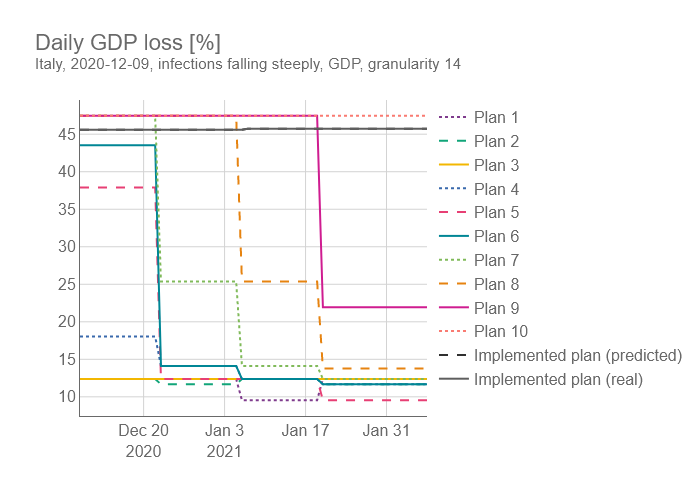 Daily GDP loss [%]
Italy, 2020-12-09, infections falling steeply, GDP, granularity 14
45
40
35
30
25
20
15
10
Dec 20
2020
Jan 3
2021
Jan 17
Jan 31
Plan 1
Plan 2
Plan 3
Plan 4
Plan 5
Plan 6
Plan 7
Plan 8
Plan 9
Plan 10
Implemented plan (predicted)
Implemented plan (real)